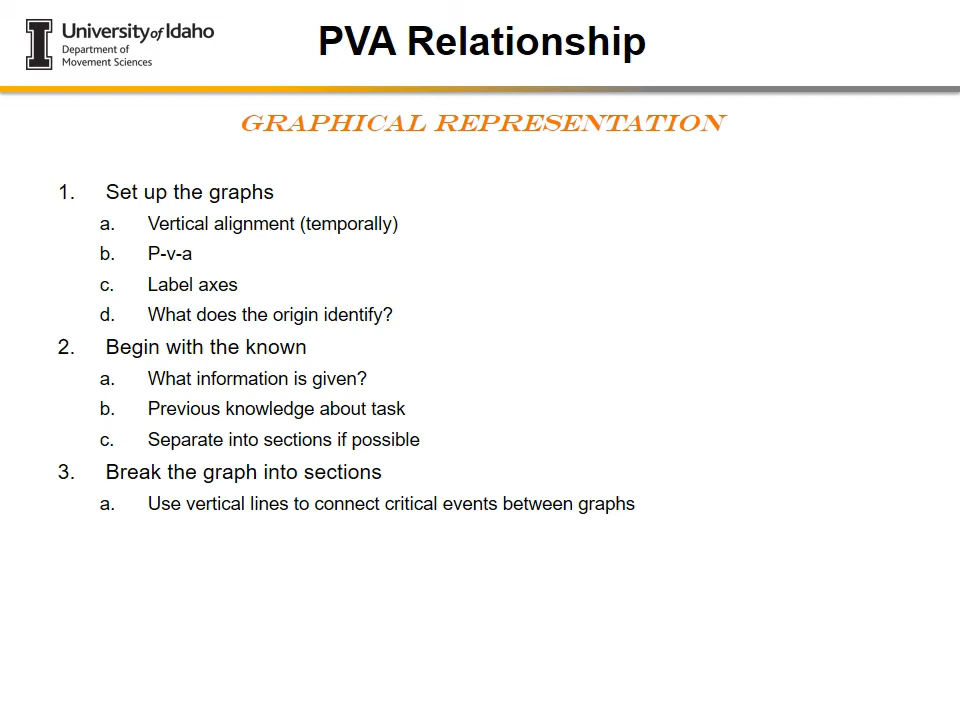 University of Idaho
Department of
Movement Sciences
PVA Relationship
GRAPHICAL REPRESENTATION
1. Set up the graphs
a. Vertical alignment (temporally)
b. P-v-a
c. Label axes
d. What does the origin identify?
2. Begin with the known
a. What information is given?
b. Previous knowledge about task
c. Separate into sections if possible
3. Break the graph into sections
a. Use vertical lines to connect critical events between graphs